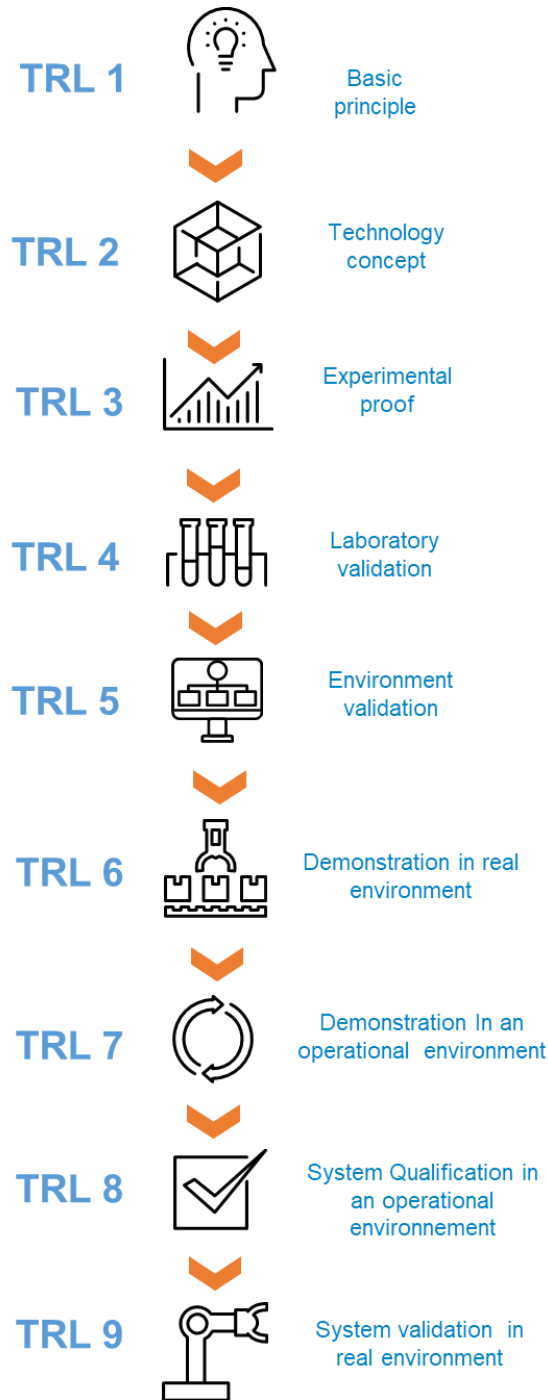 TRL 1
Basic
principle
TRL 2
Technology
concept
TRL 3
Experimental
proof
TRL 4
Laboratory
validation
TRL 5
Environment
validation
TRL 6
Demonstration in real
environment
TRL 7
Demonstration In an
operational environment
TRL 8
System Qualification in
an operational
environnement
TRL 9
System validation in
real environment